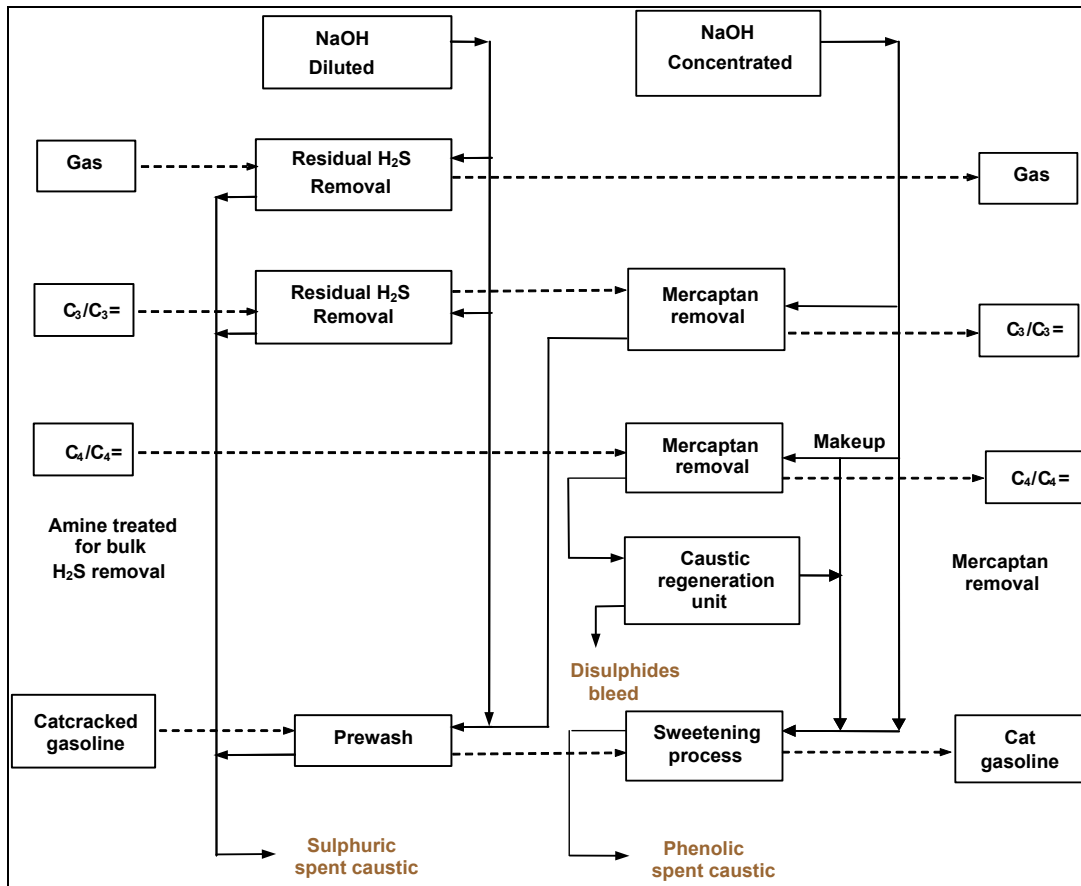 NaOH
Diluted
NaOH
Concentrated
Gas
Residual H₂S
Removal
Gas
C₃/C₃=
Residual H₂S
Removal
Mercaptan
removal
C₃/C₃=
C₄/C₄=
Mercaptan
removal
Makeup
C₄/C₄=
Amine treated
for bulk
H₂S removal
Caustic
regeneration
unit
Mercaptan
removal
Disulphides
bleed
Catcracked
gasoline
Prewash
Sweetening
process
Cat
gasoline
Sulphuric
spent caustic
Phenolic
spent caustic